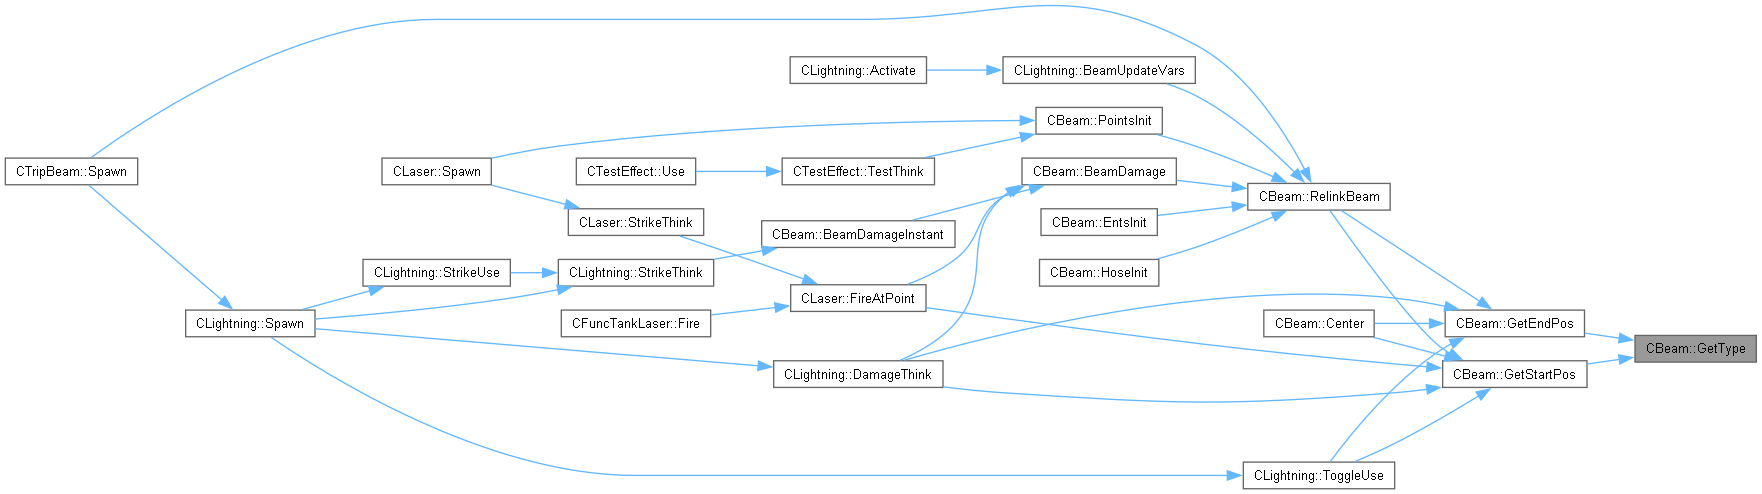 CLightning::Activate
CLightning::BeamUpdateVars
CBeam::PointsInit
CTripBeam::Spawn
CLaser::Spawn
CTestEffect::Use
CTestEffect::TestThink
CBeam::BeamDamage
CBeam::RelinkBeam
CLaser::StrikeThink
CBeam::EntsInit
CBeam::BeamDamageInstant
CLightning::StrikeUse
CLightning::StrikeThink
CBeam::HoseInit
CLaser::FireAtPoint
CLightning::Spawn
CFuncTankLaser::Fire
CBeam::Center
CBeam::GetEndPos
CBeam::GetType
CLightning::DamageThink
CBeam::GetStartPos
CLightning::ToggleUse